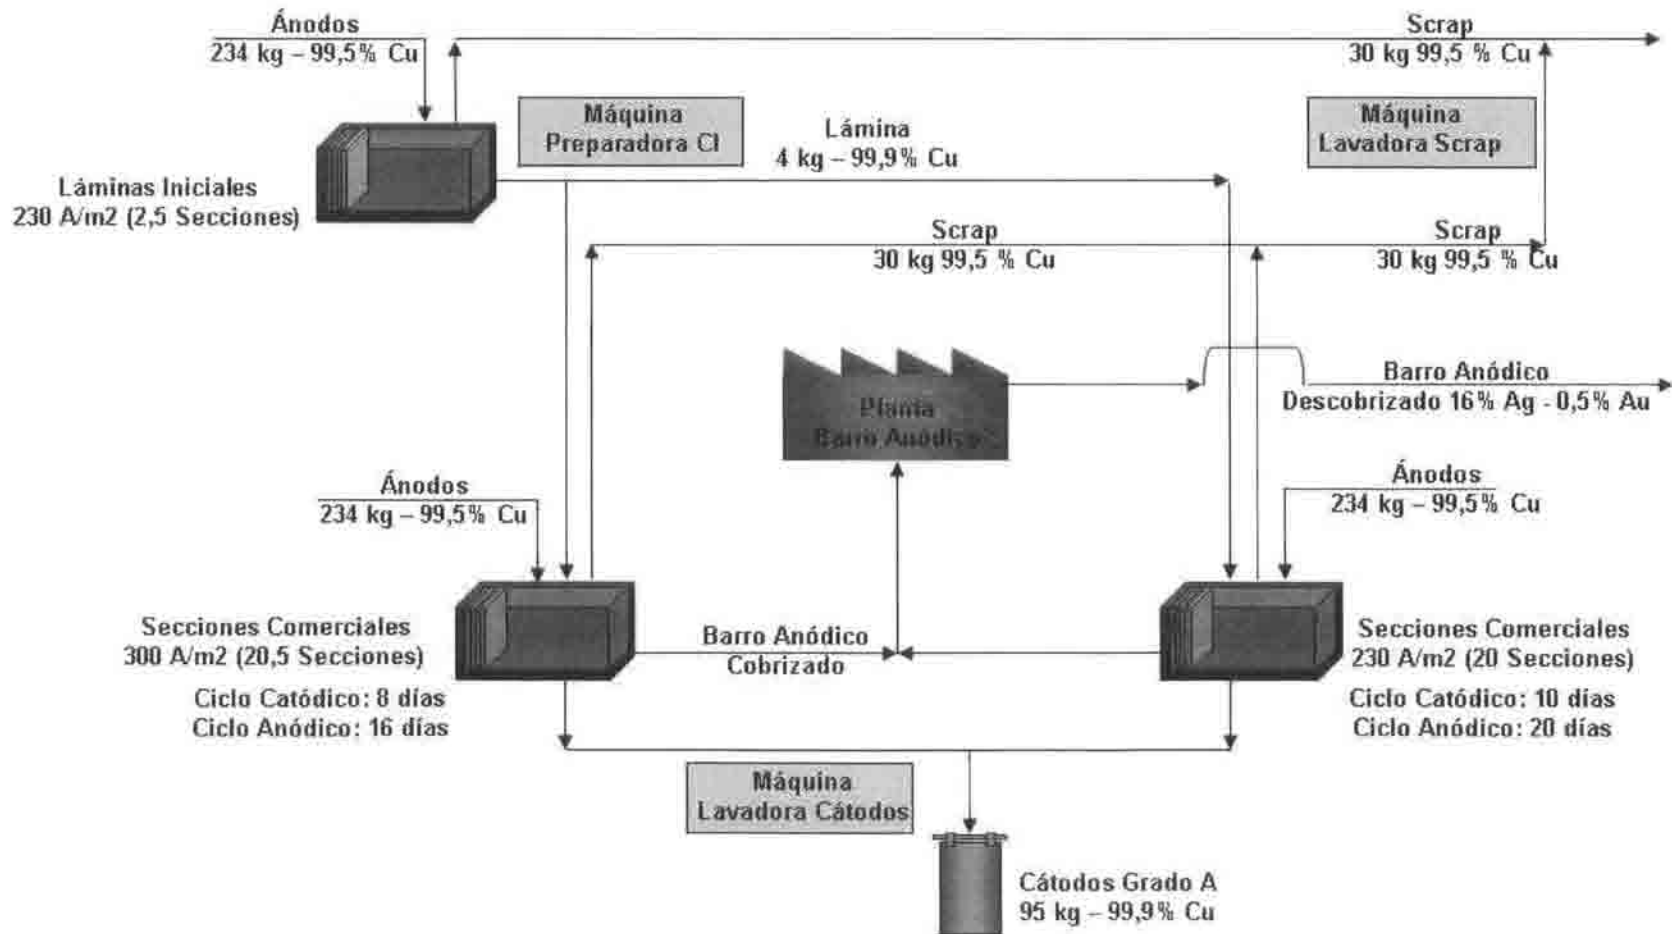 Ánodos
234 kg – 99,5% Cu
Scrap
30 kg 99,5 % Cu
Máquina
Preparadora CI
Lámina
4 kg – 99,9% Cu
Máquina
Lavadora Scrap
Láminas Iniciales
230 A/m2 (2,5 Secciones)
Scrap
30 kg 99,5 % Cu
Scrap
30 kg 99,5 % Cu
Planta
Barro Anódico
Barro Anódico
Descobrizado 16% Ag - 0,5% Au
Ánodos
234 kg – 99,5% Cu
Ánodos
234 kg – 99,5% Cu
Secciones Comerciales
300 A/m2 (20,5 Secciones)
Ciclo Catódico: 8 días
Ciclo Anódico: 16 días
Barro Anódico
Cobrizado
Secciones Comerciales
230 A/m2 (20 Secciones)
Ciclo Catódico: 10 días
Ciclo Anódico: 20 días
Máquina
Lavadora Cátodos
Cátodos Grado A
95 kg – 99,9% Cu